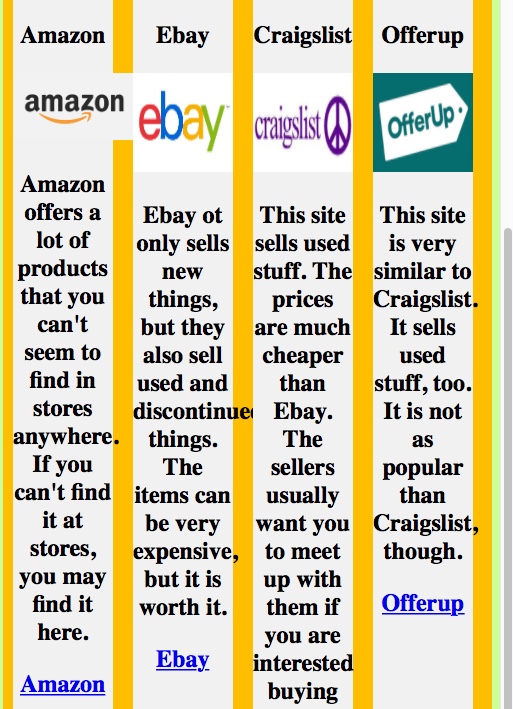 Amazon
Ebay
Craigslist
Offerup
amazon
ebay
craigslist
OfferUp
Amazon
offers a
lot of
products
that you
can't
seem to
find in
stores
anywhere.
If you
can't find
it at
stores,
you may
find it
here.
Amazon
Ebay ot
only sells
new
things,
but they
also sell
used and
discontinue
things.
The
items can
be very
expensive,
but it is
worth it.
Ebay
This site
sells used
stuff. The
prices
are much
cheaper
than
Ebay.
The
sellers
usually
want you
to meet
up with
them if
you are
interested
buying
This site
is very
similar to
Craigslist.
It sells
used
stuff, too.
It is not
as
popular
than
Craigslist,
though.
Offerup